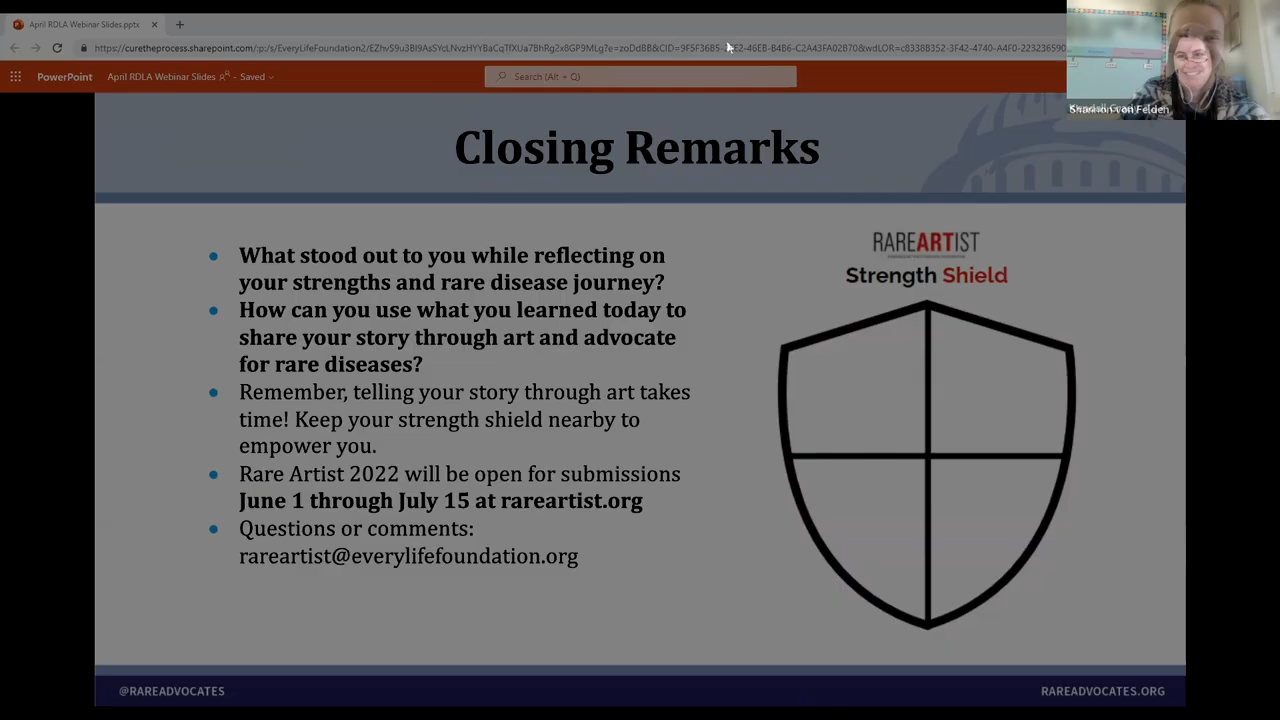 April RDLA Webinar Slides.pptx
PowerPoint
April RDLA Webinar Slides
- Saved
Search (Alt + Q)
Shannon von Felden
Closing Remarks
• What stood out to you while reflecting on
your strengths and rare disease journey?
• How can you use what you learned today to
share your story through art and advocate
for rare diseases?
• Remember, telling your story through art takes
time! Keep your strength shield nearby to
empower you.
• Rare Artist 2022 will be open for submissions
June 1 through July 15 at rareartist.org
• Questions or comments:
rareartist@everylifefoundation.org
RAREARTIST
Strength Shield
@RAREADVOCATES
RAREADVOCATES.ORG